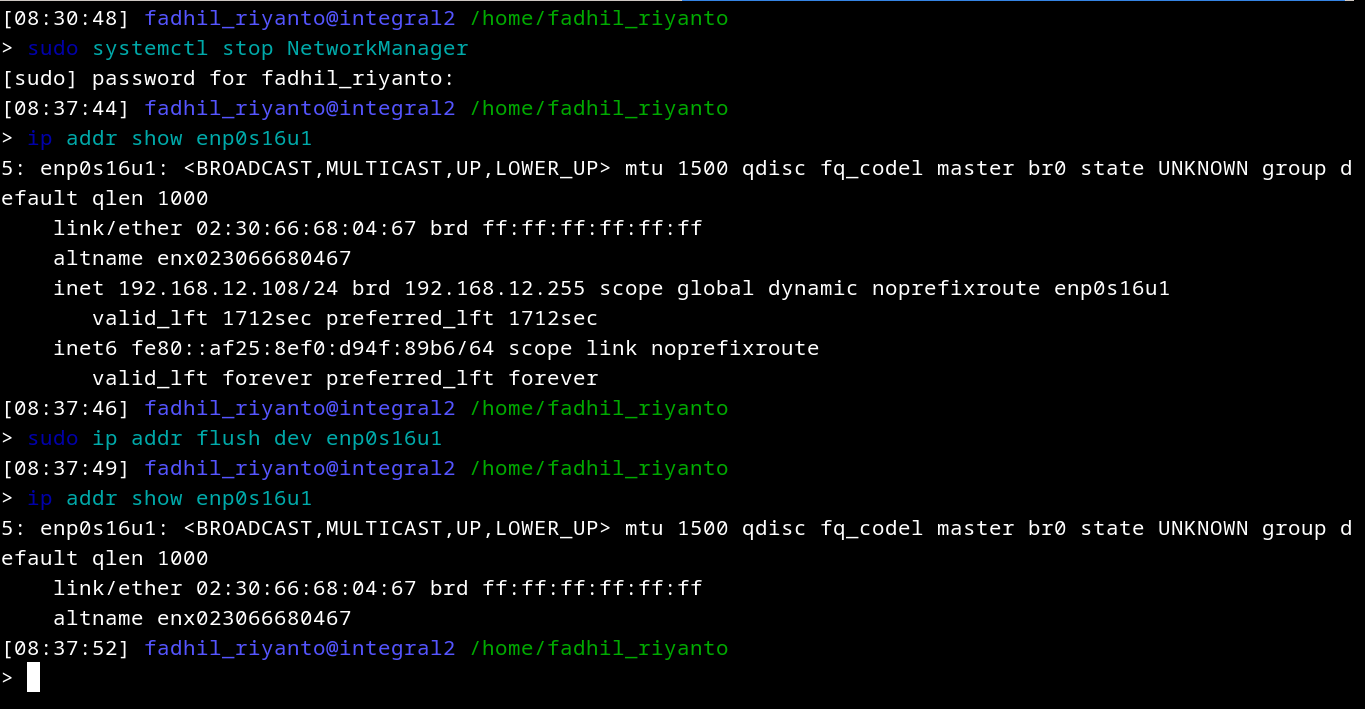 [08:30:48] fadhil_riyanto@integral2 /home/fadhil_riyanto
> sudo systemctl stop NetworkManager
[sudo] password for fadhil_riyanto:
[08:37:44] fadhil_riyanto@integral2 /home/fadhil_riyanto
> ip addr show enp0s16u1
5: enp0s16u1: <BROADCAST,MULTICAST,UP,LOWER_UP> mtu 1500 qdisc fq_codel master br0 state UNKNOWN group d
efault qlen 1000
    link/ether 02:30:66:68:04:67 brd ff:ff:ff:ff:ff:ff
    altname enx023066680467
    inet 192.168.12.108/24 brd 192.168.12.255 scope global dynamic noprefixroute enp0s16u1
       valid_lft 1712sec preferred_lft 1712sec
    inet6 fe80::af25:8ef0:d94f:89b6/64 scope link noprefixroute
       valid_lft forever preferred_lft forever
[08:37:46] fadhil_riyanto@integral2 /home/fadhil_riyanto
> sudo ip addr flush dev enp0s16u1
[08:37:49] fadhil_riyanto@integral2 /home/fadhil_riyanto
> ip addr show enp0s16u1
5: enp0s16u1: <BROADCAST,MULTICAST,UP,LOWER_UP> mtu 1500 qdisc fq_codel master br0 state UNKNOWN group d
efault qlen 1000
    link/ether 02:30:66:68:04:67 brd ff:ff:ff:ff:ff:ff
    altname enx023066680467
[08:37:52] fadhil_riyanto@integral2 /home/fadhil_riyanto
>